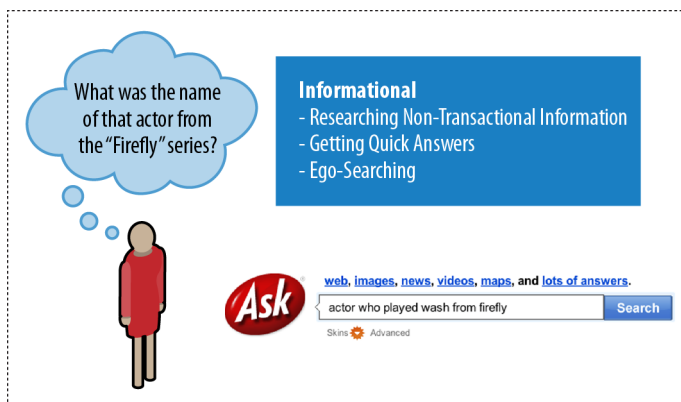 What was the name
of that actor from
the “Firefly” series?
Informational
- Researching Non-Transactional Information
- Getting Quick Answers
- Ego-Searching
Ask
web, images, news, videos, maps, and lots of answers.
actor who played wash from firefly
Search
Skins Advanced